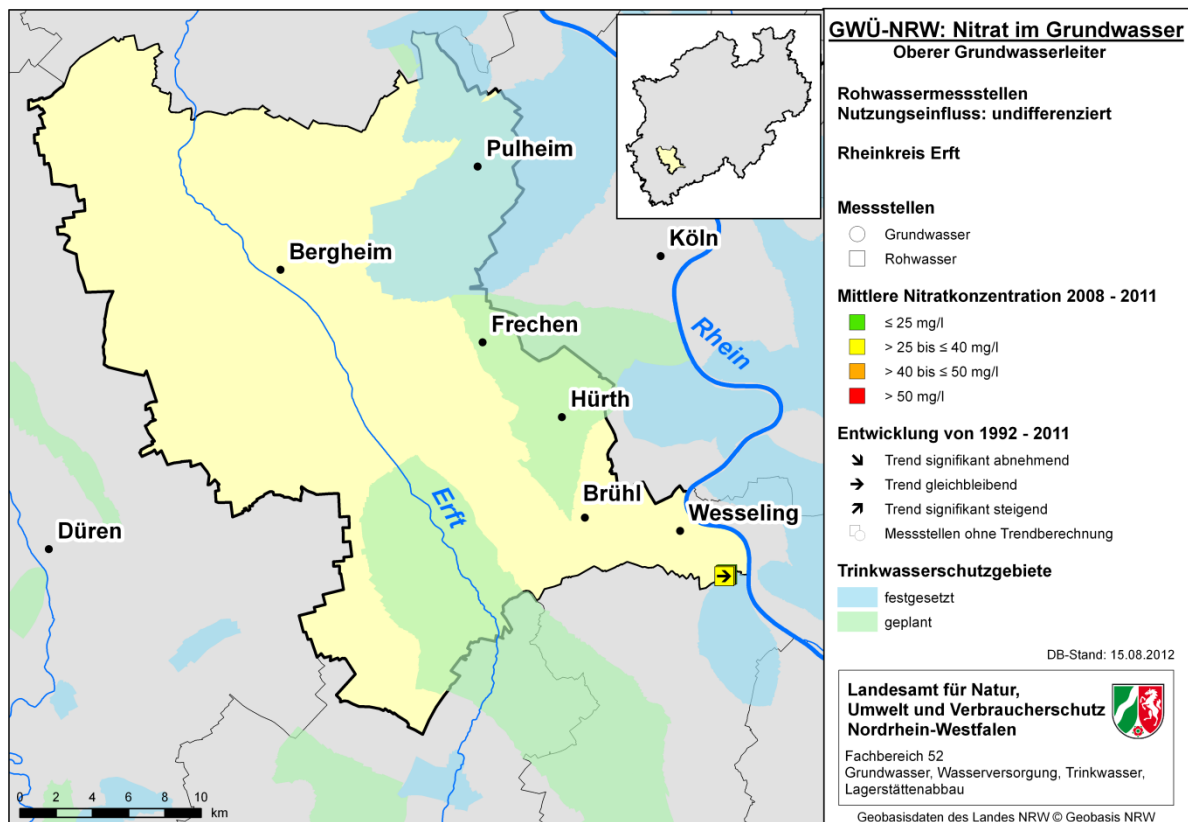 Pulheim
Bergheim
Köln
Frechen
Rhein
Hürth
Erft
Brühl
Wesseling
Düren
0 2 4 6 8 10
km
GWÜ-NRW: Nitrat im Grundwasser
Oberer Grundwasserleiter
Rohwassermessstellen
Nutzungseinfluss: undifferenziert
Rheinkreis Erft
Messstellen
Grundwasser
Rohwasser
Mittlere Nitratkonzentration 2008 - 2011
≤ 25 mg/l
> 25 bis ≤ 40 mg/l
> 40 bis ≤ 50 mg/l
> 50 mg/l
Entwicklung von 1992 - 2011
Trend signifikant abnehmend
Trend gleichbleibend
Trend signifikant steigend
Messstellen ohne Trendberechnung
Trinkwasserschutzgebiete
festgesetzt
geplant
DB-Stand: 15.08.2012
Landesamt für Natur,
Umwelt und Verbraucherschutz
Nordrhein-Westfalen
Fachbereich 52
Grundwasser, Wasserversorgung, Trinkwasser,
Lagerstättenabbau
Geobasisdaten des Landes NRW © Geobasis NRW